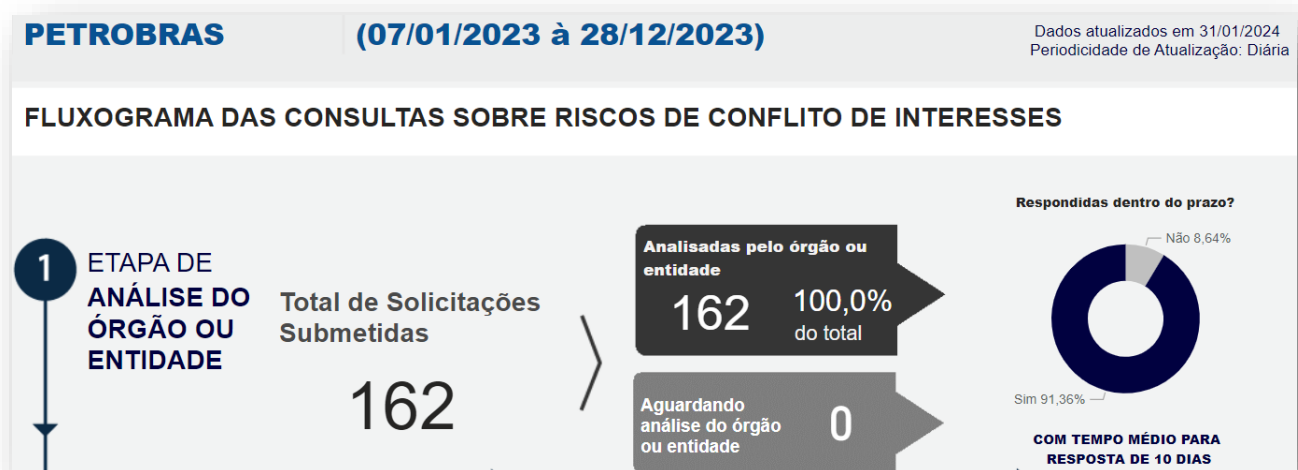 PETROBRAS
(07/01/2023 à 28/12/2023)
Dados atualizados em 31/01/2024
Periodicidade de Atualização: Diária
FLUXOGRAMA DAS CONSULTAS SOBRE RISCOS DE CONFLITO DE INTERESSES
1
ETAPA DE
ANÁLISE DO
ÓRGÃO OU
ENTIDADE
Total de Solicitações
Submetidas
162
Analisadas pelo órgão ou
entidade
162
100,0%
do total
Aguardando
análise do órgão
ou entidade
0
Respondidas dentro do prazo?
Não 8,64%
Sim 91,36%
COM TEMPO MÉDIO PARA
RESPOSTA DE 10 DIAS